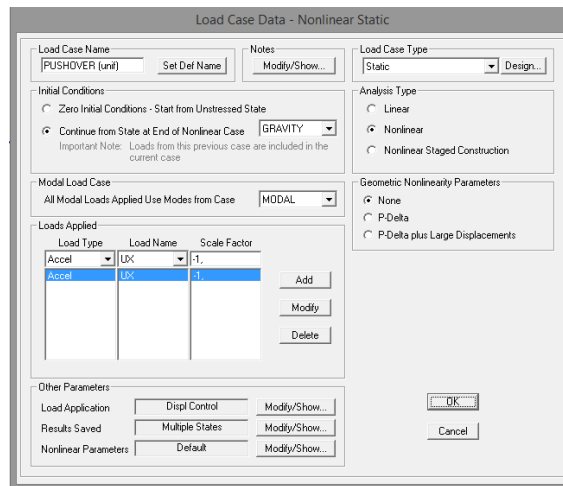 Load Case Data - Nonlinear Static
Load Case Name
PUSHOVER (unif)
Set Def Name
Notes
Modify/Show...
Load Case Type
Static
Design...
Initial Conditions
Zero Initial Conditions - Start from Unstressed State
Continue from State at End of Nonlinear Case
GRAVITY
Important Note: Loads from this previous case are included in the
current case
Analysis Type
Linear
Nonlinear
Nonlinear Staged Construction
Modal Load Case
All Modal Loads Applied Use Modes from Case
MODAL
Geometric Nonlinearity Parameters
None
P-Delta
P-Delta plus Large Displacements
Loads Applied
Load Type Load Name Scale Factor
Accel UX -1,
Accel UX -1,
Add
Modify
Delete
Other Parameters
Load Application Displ Control Modify/Show...
Results Saved Multiple States Modify/Show...
Nonlinear Parameters Default Modify/Show...
OK
Cancel